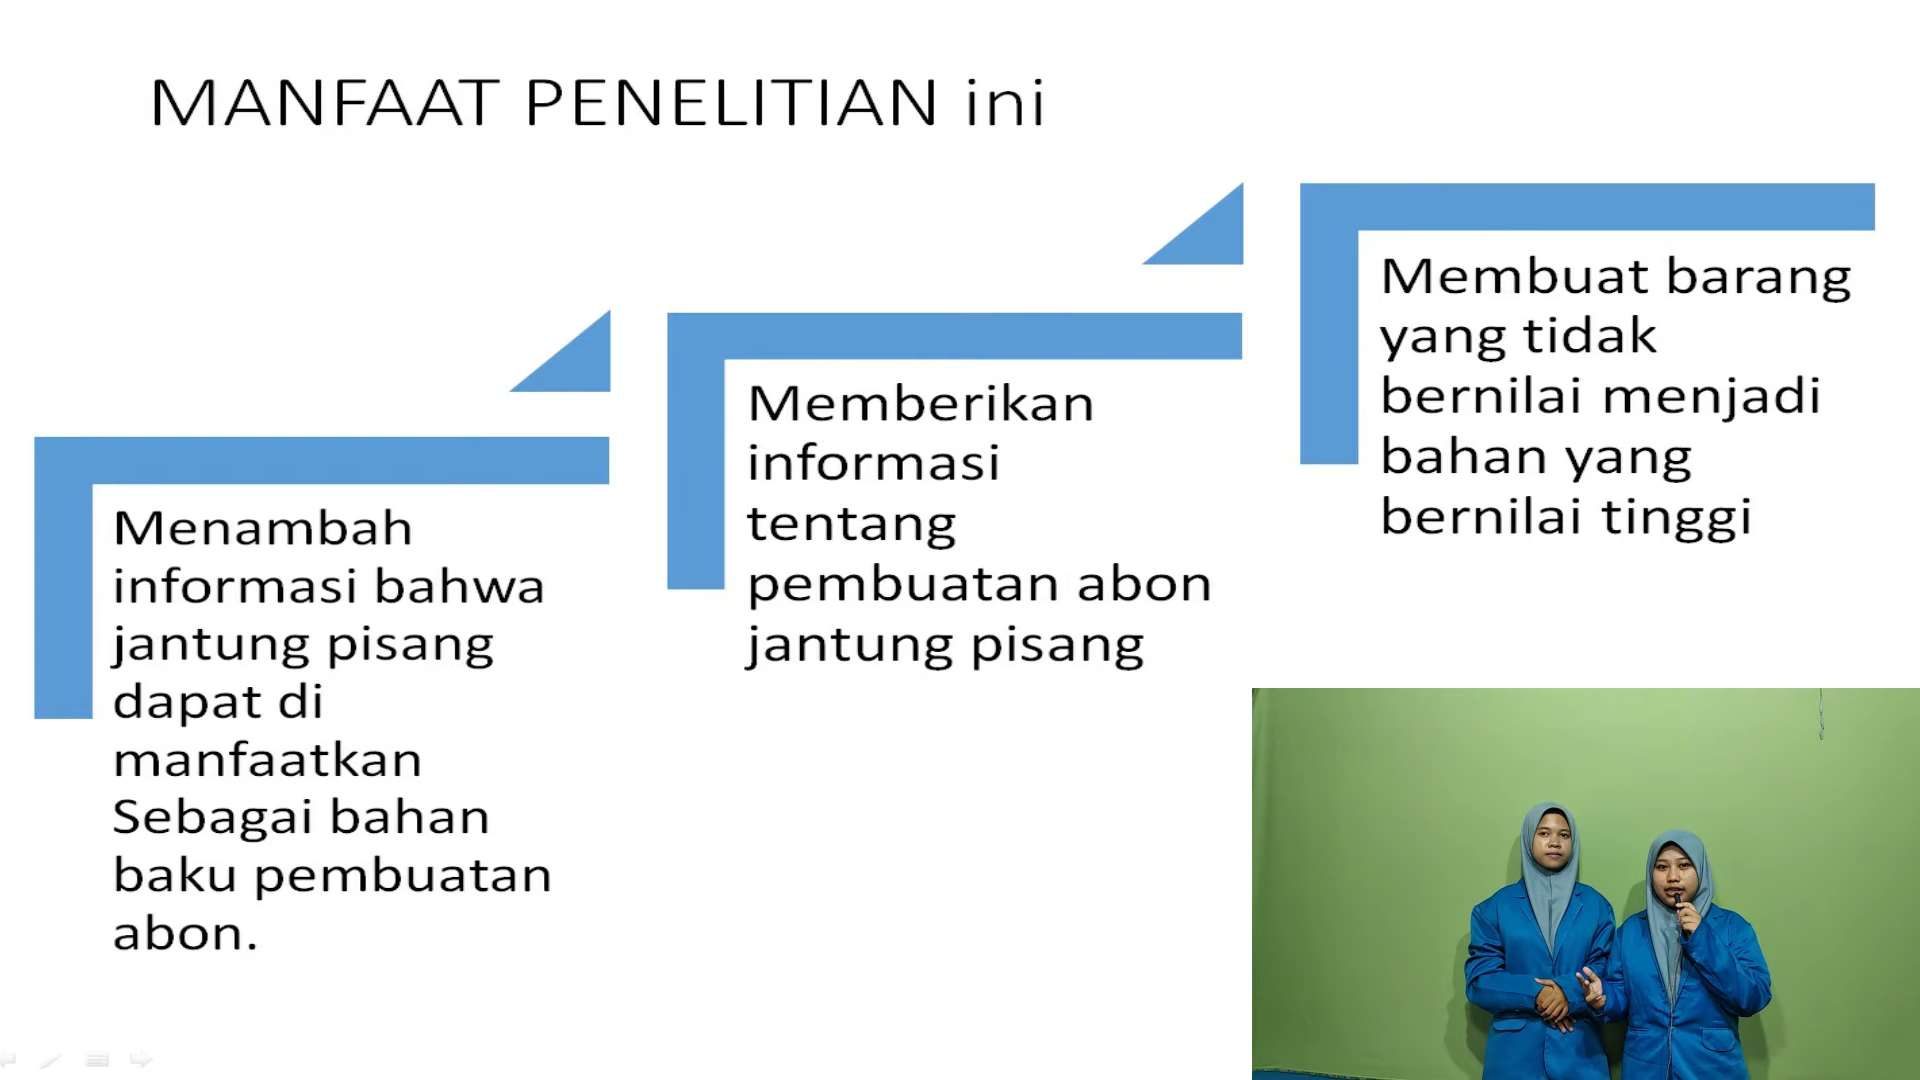 MANFAAT PENELITIAN ini
Menambah
informasi bahwa
jantung pisang
dapat di
manfaatkan
Sebagai bahan
baku pembuatan
abon.
Memberikan
informasi
tentang
pembuatan abon
jantung pisang
Membuat barang
yang tidak
bernilai menjadi
bahan yang
bernilai tinggi